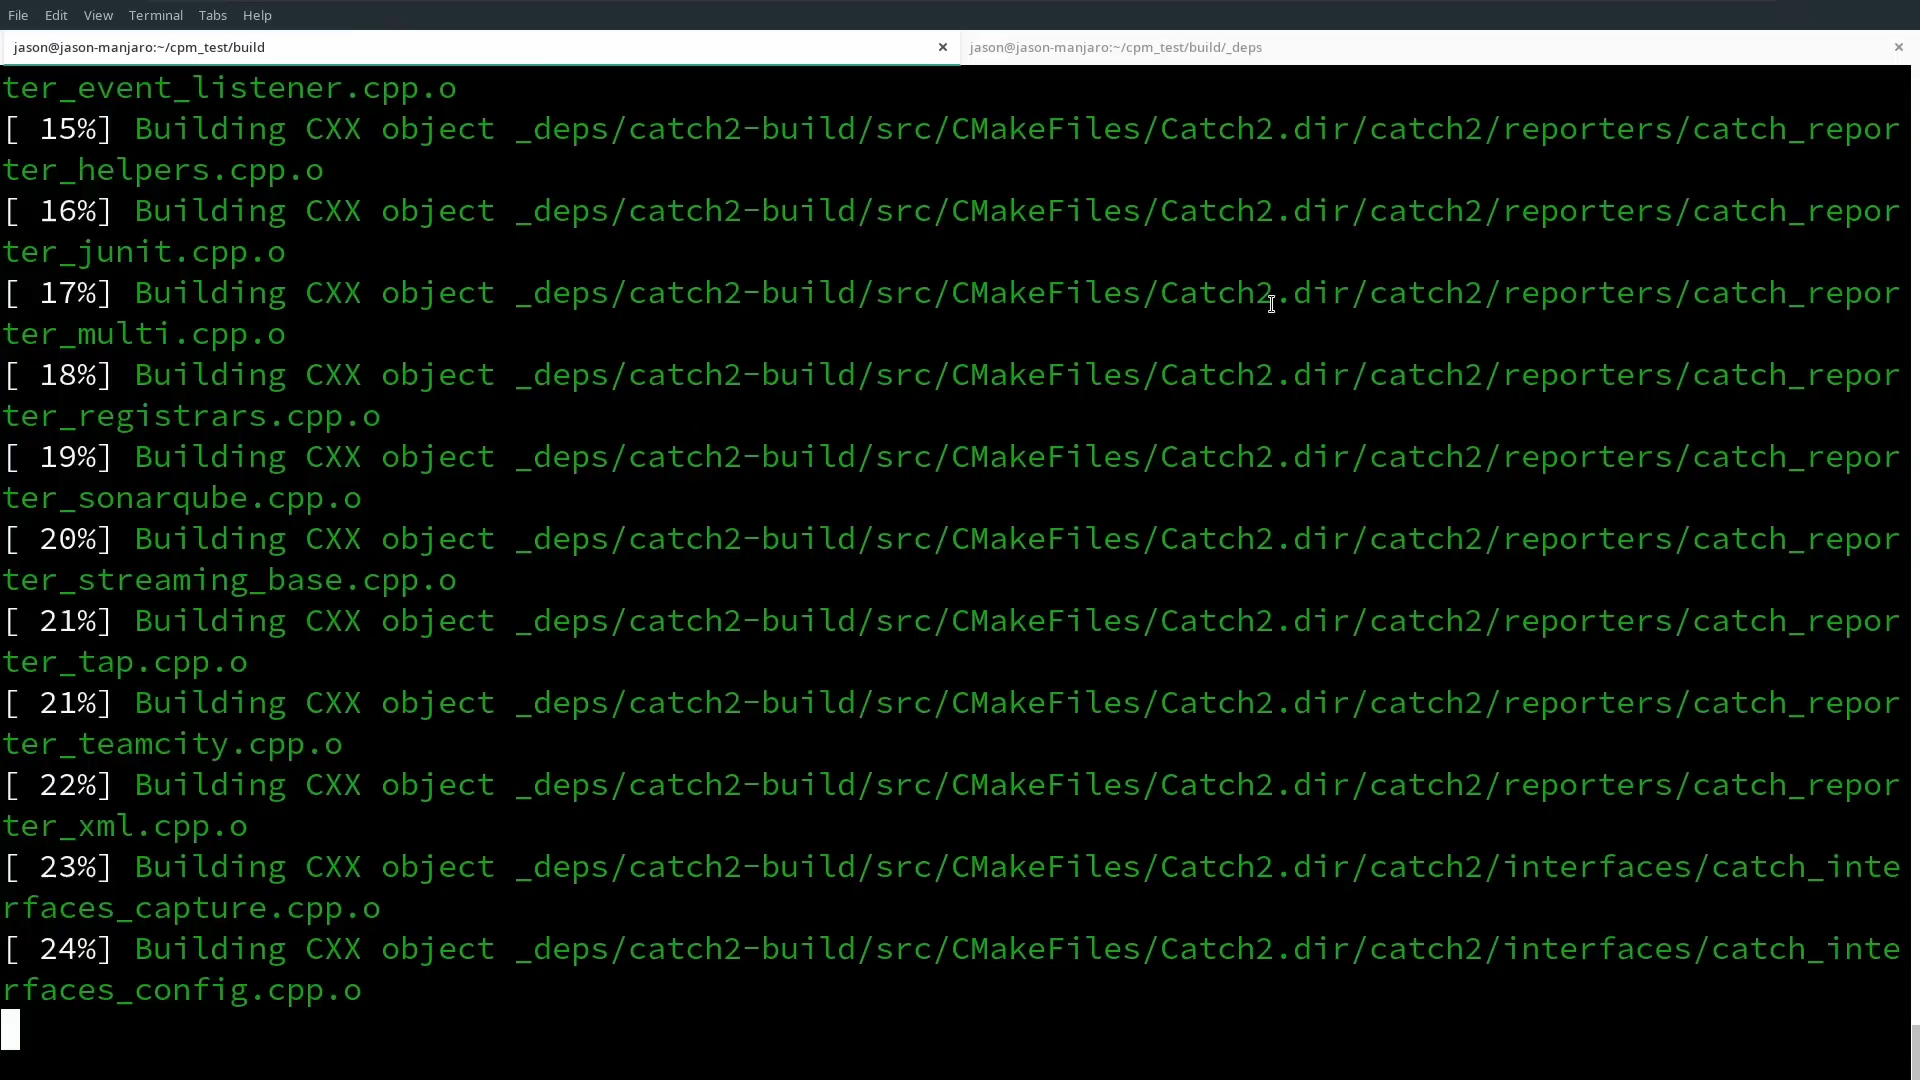 File Edit View Terminal Tabs Help
jason@jason-manjaro:~/cpm_test/build × jason@jason-manjaro:~/cpm_test/build/_deps ×
ter_event_listener.cpp.o
[ 15%] Building CXX object _deps/catch2-build/src/CMakeFiles/Catch2.dir/catch2/reporters/catch_repor
ter_helpers.cpp.o
[ 16%] Building CXX object _deps/catch2-build/src/CMakeFiles/Catch2.dir/catch2/reporters/catch_repor
ter_junit.cpp.o
[ 17%] Building CXX object _deps/catch2-build/src/CMakeFiles/Catch2.dir/catch2/reporters/catch_repor
ter_multi.cpp.o
[ 18%] Building CXX object _deps/catch2-build/src/CMakeFiles/Catch2.dir/catch2/reporters/catch_repor
ter_registrars.cpp.o
[ 19%] Building CXX object _deps/catch2-build/src/CMakeFiles/Catch2.dir/catch2/reporters/catch_repor
ter_sonarqube.cpp.o
[ 20%] Building CXX object _deps/catch2-build/src/CMakeFiles/Catch2.dir/catch2/reporters/catch_repor
ter_streaming_base.cpp.o
[ 21%] Building CXX object _deps/catch2-build/src/CMakeFiles/Catch2.dir/catch2/reporters/catch_repor
ter_tap.cpp.o
[ 21%] Building CXX object _deps/catch2-build/src/CMakeFiles/Catch2.dir/catch2/reporters/catch_repor
ter_teamcity.cpp.o
[ 22%] Building CXX object _deps/catch2-build/src/CMakeFiles/Catch2.dir/catch2/reporters/catch_repor
ter_xml.cpp.o
[ 23%] Building CXX object _deps/catch2-build/src/CMakeFiles/Catch2.dir/catch2/interfaces/catch_inte
rfaces_capture.cpp.o
[ 24%] Building CXX object _deps/catch2-build/src/CMakeFiles/Catch2.dir/catch2/interfaces/catch_inte
rfaces_config.cpp.o